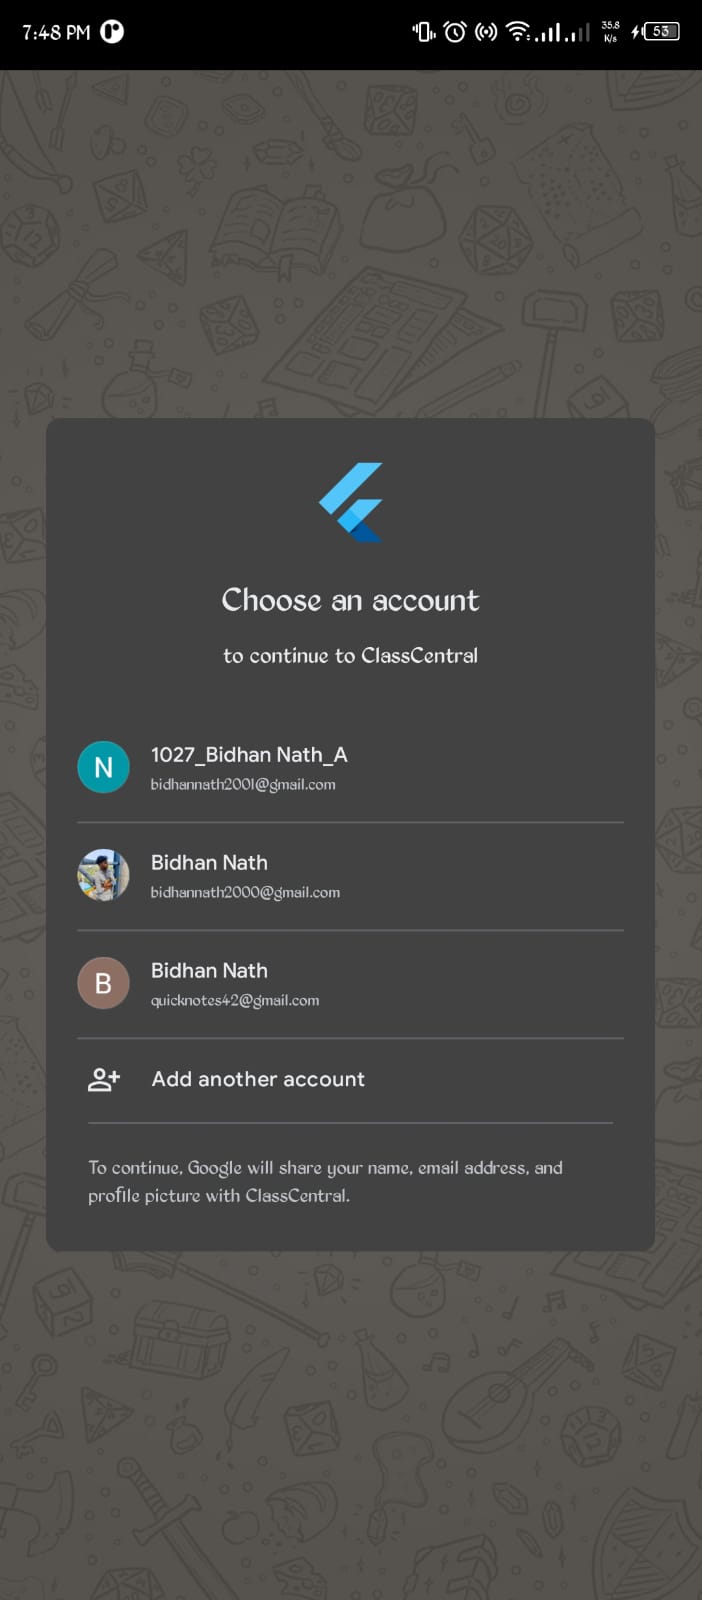 7:48 PM
35.8
K/s
53
Choose an account
to continue to ClassCentral
N
1027_Bidhan Nath_A
bidhannath2001@gmail.com
Bidhan Nath
bidhannath2000@gmail.com
B
Bidhan Nath
quicknotes42@gmail.com
Add another account
To continue, Google will share your name, email address, and
profile picture with ClassCentral.